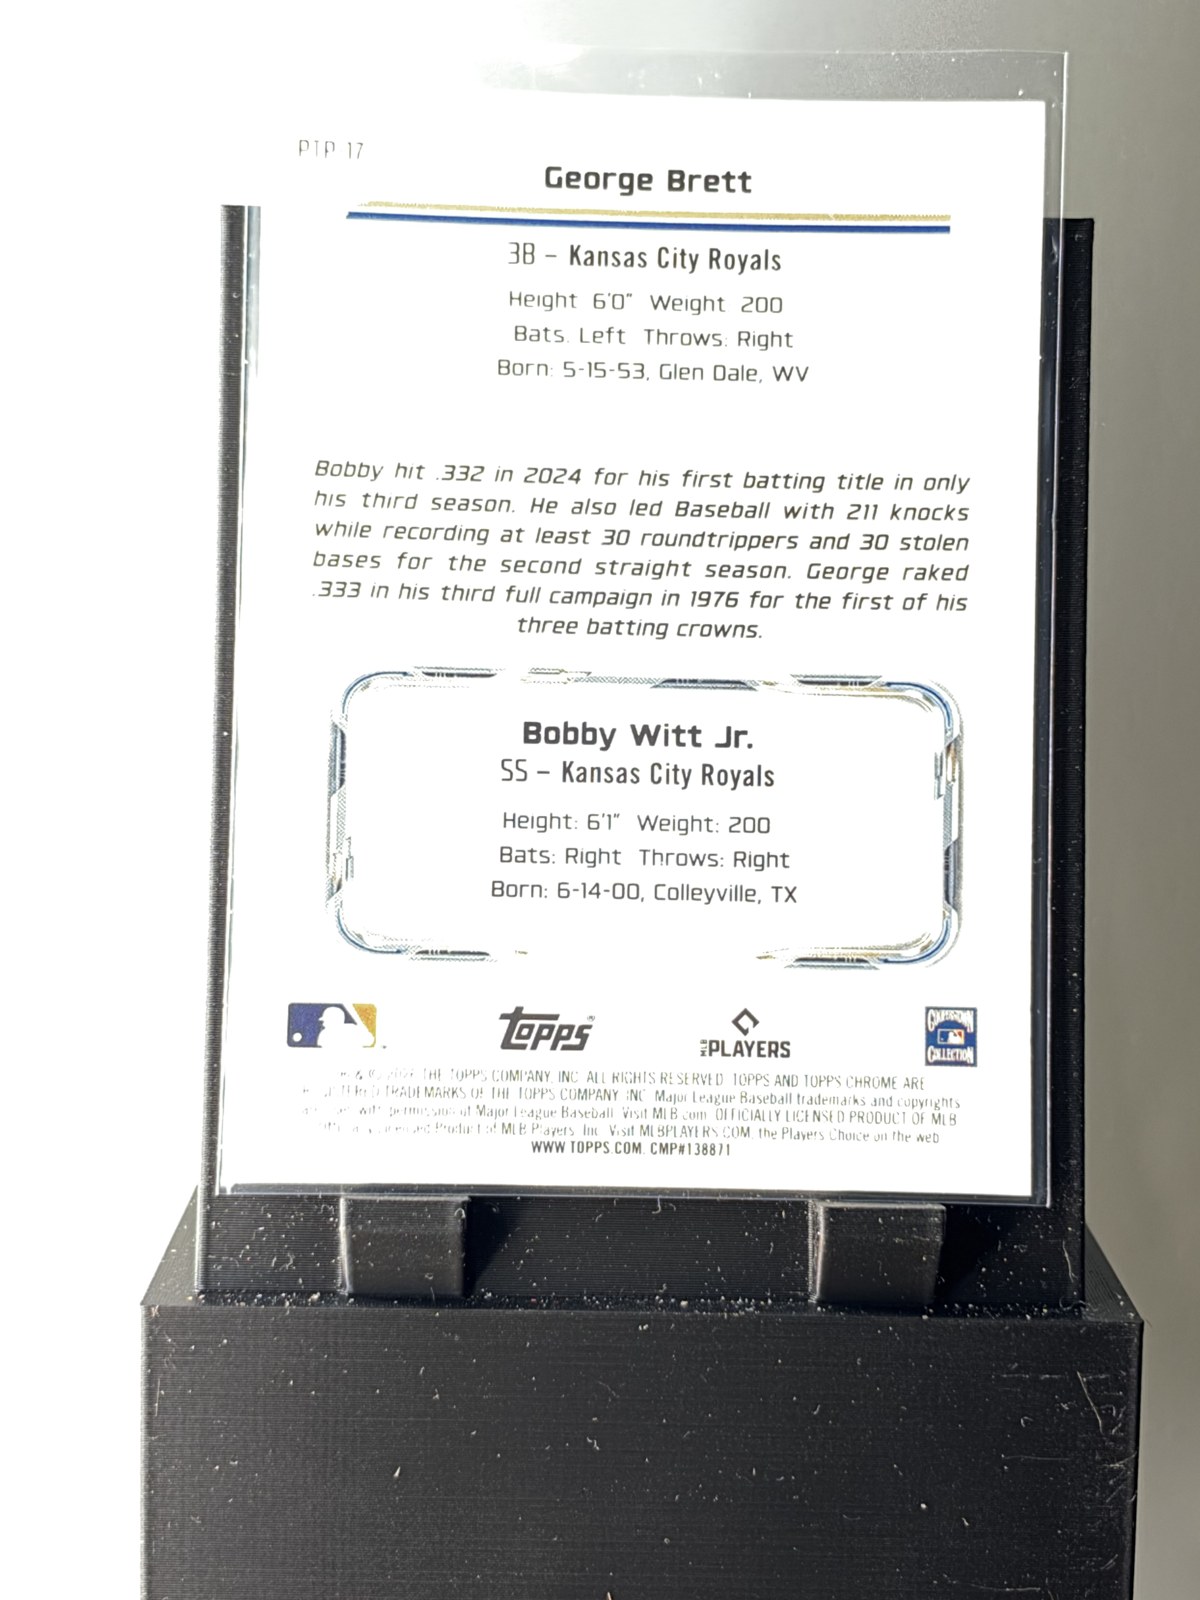 PTP-17
George Brett
3B – Kansas City Royals
Height: 6'0" Weight: 200
Bats: Left Throws: Right
Born: 5-15-53, Glen Dale, WV
Bobby hit .332 in 2024 for his first batting title in only
his third season. He also led Baseball with 211 knocks
while recording at least 30 roundtrippers and 30 stolen
bases for the second straight season. George raked
.333 in his third full campaign in 1976 for the first of his
three batting crowns.
Bobby Witt Jr.
SS – Kansas City Royals
Height: 6'1" Weight: 200
Bats: Right Throws: Right
Born: 6-14-00, Colleyville, TX
Topps®
MLB PLAYERS
COOPERSTOWN COLLECTION
THE TOPPS COMPANY, INC. ALL RIGHTS RESERVED. TOPPS AND TOPPS CHROME ARE
TRADEMARKS OF THE TOPPS COMPANY, INC. Major League Baseball trademarks and copyrights
with permission of Major League Baseball. Visit MLB.com. OFFICIALLY LICENSED PRODUCT OF MLB
Product of MLB Players, Inc. Visit MLBPLAYERS.COM, the Players Choice on the web.
WWW.TOPPS.COM. CMP#138871